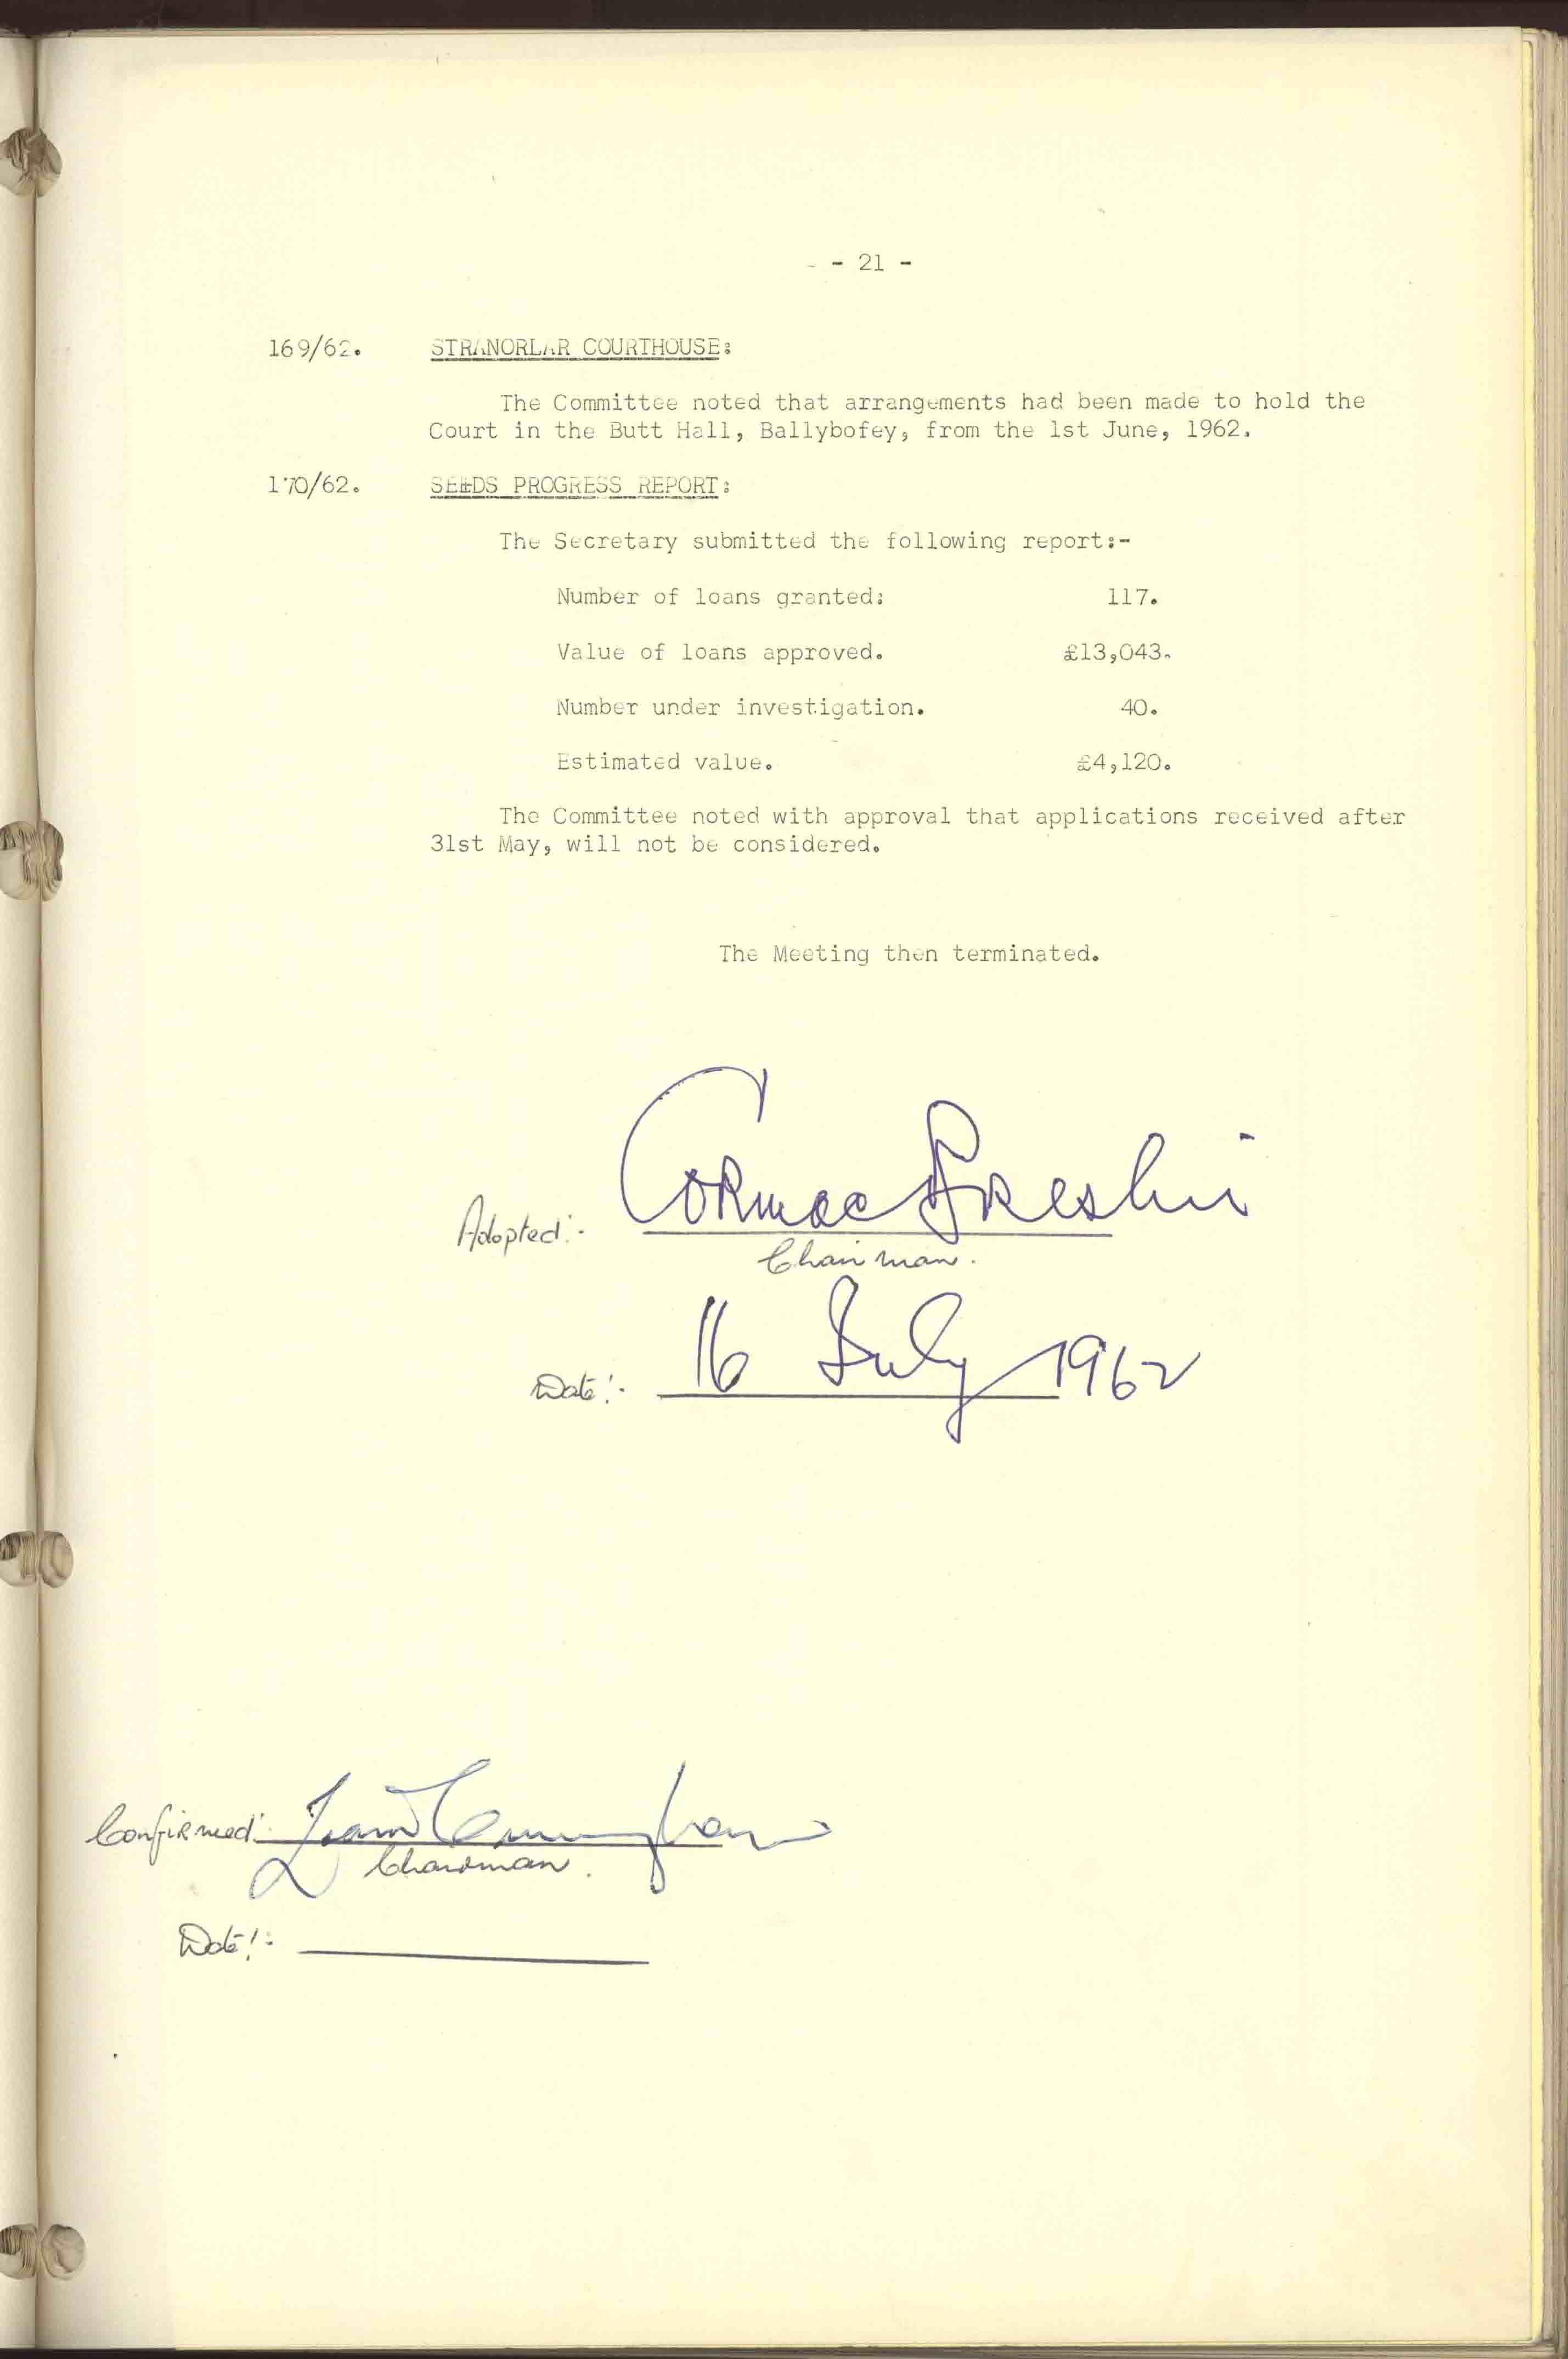 - 21 -
169/62. STRANORLAR COURTHOUSE:
The Committee noted that arrangements had been made to hold the
Court in the Butt Hall, Ballybofey, from the 1st June, 1962.
170/62. SEEDS PROGRESS REPORT:
The Secretary submitted the following report:-
Number of loans granted: 117.
Value of loans approved. £13,043.
Number under investigation. 40.
Estimated value. £4,120.
The Committee noted with approval that applications received after
31st May, will not be considered.
The Meeting then terminated.
Adopted:- Cormac Breslin
Chairman.
Date:- 16 July 1962
Confirmed:- Liam Cunningham
Chairman.
Date:-